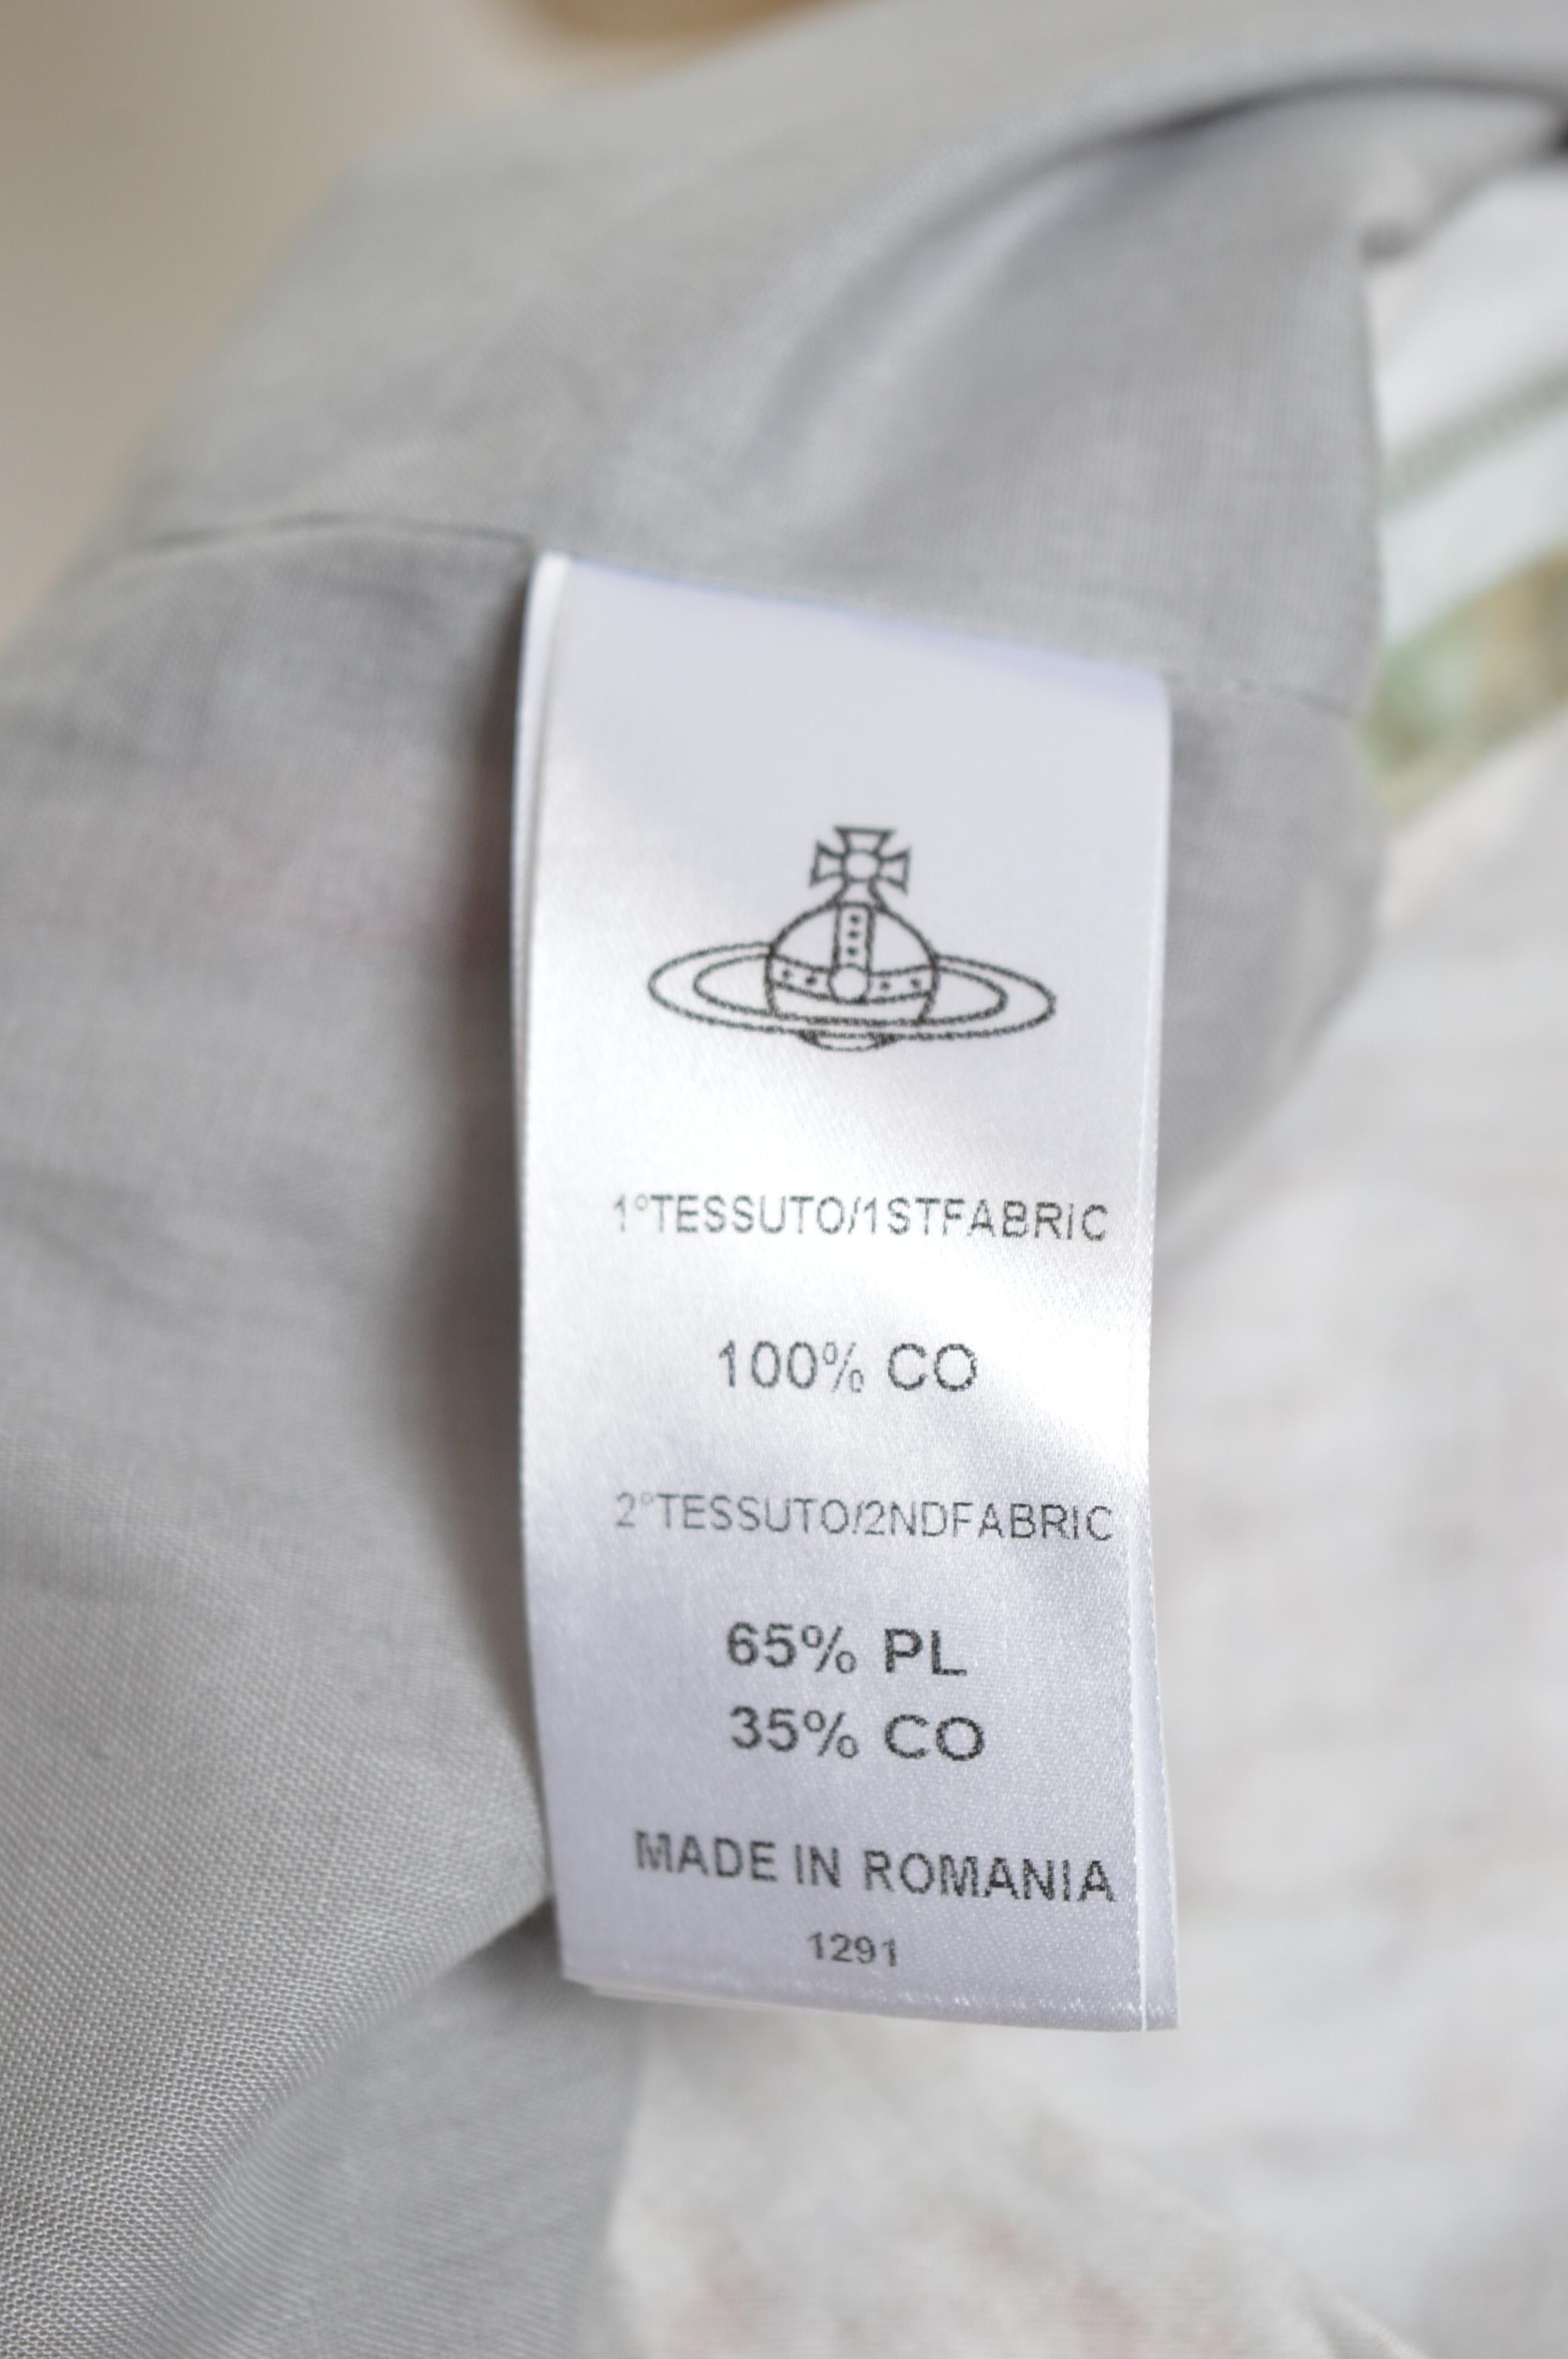 1°TESSUTO/1STFABRIC
100% CO
2°TESSUTO/2NDFABRIC
65% PL
35% CO
MADE IN ROMANIA
1291